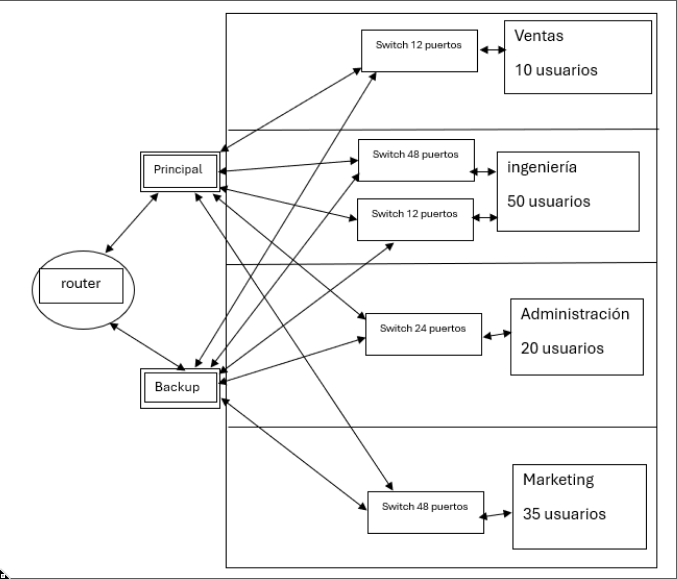 Switch 12 puertos
Ventas
10 usuarios
Principal
Switch 48 puertos
ingeniería
50 usuarios
Switch 12 puertos
router
Switch 24 puertos
Administración
20 usuarios
Backup
Switch 48 puertos
Marketing
35 usuarios